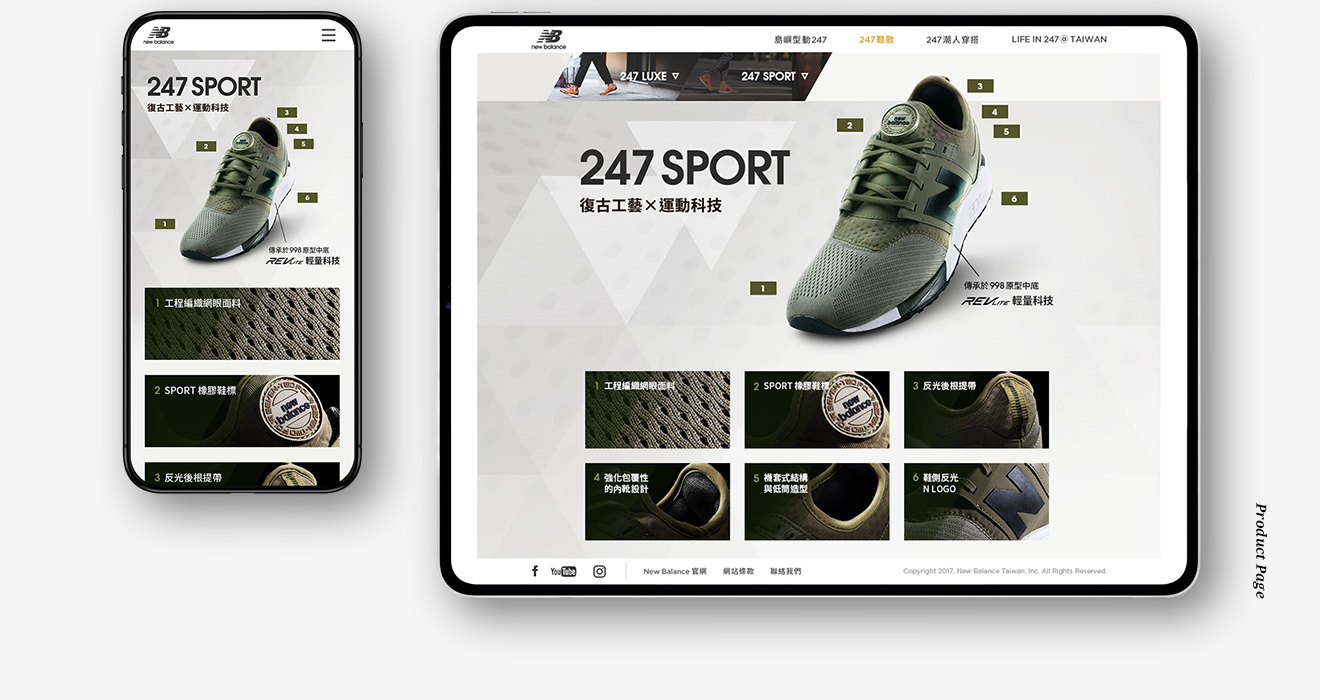 new balance
247 SPORT
復古工藝×運動科技
3
4
2
5
6
1
傳承於998原型中底
REVLITE 輕量科技
1 工程編織網眼面料
2 SPORT 橡膠鞋標
new balance
3 反光後根提帶
new balance
島嶼型動247
247鞋款
247潮人穿搭
LIFE IN 247@TAIWAN
247 LUXE ▽
247 SPORT ▽
3
4
2
5
new balance
247 SPORT
復古工藝×運動科技
6
1
傳承於998原型中底
REVLITE 輕量科技
1 工程編織網眼面料
2 SPORT 橡膠鞋標
new balance
3 反光後根提帶
4 強化包覆性
的內靴設計
5 襪套式結構
與低筒造型
6 鞋側反光
N LOGO
YouTube
New Balance 官網
網站條款
聯絡我們
Copyright 2017, New Balance Taiwan, Inc. All Rights Reserved.
Product Page